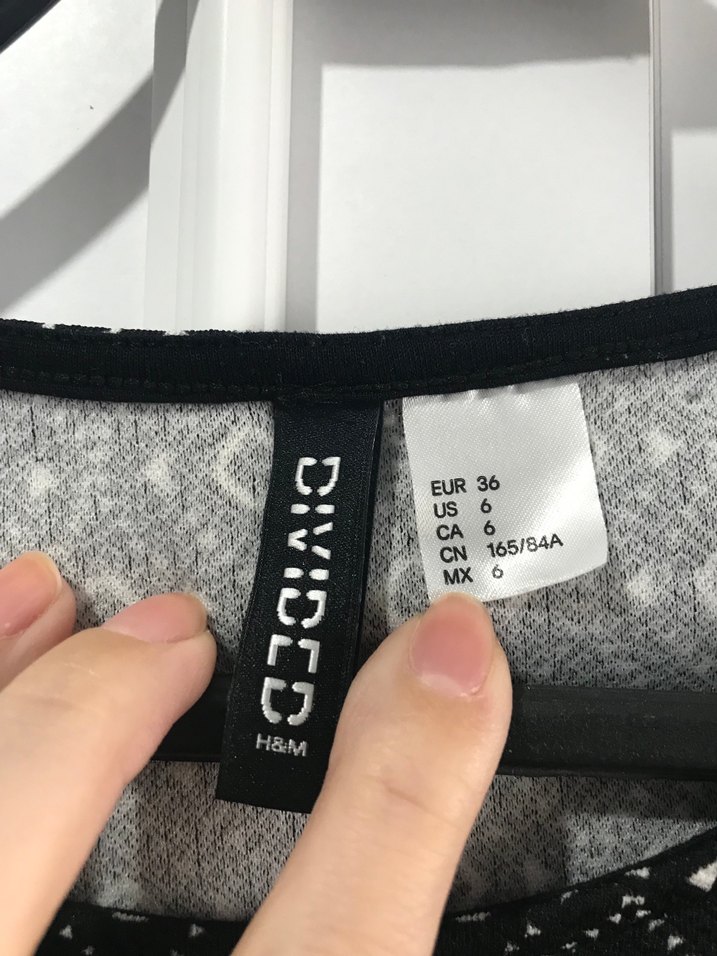 DIVIDED
H&M
EUR 36
US 6
CA 6
CN 165/84A
MX 6